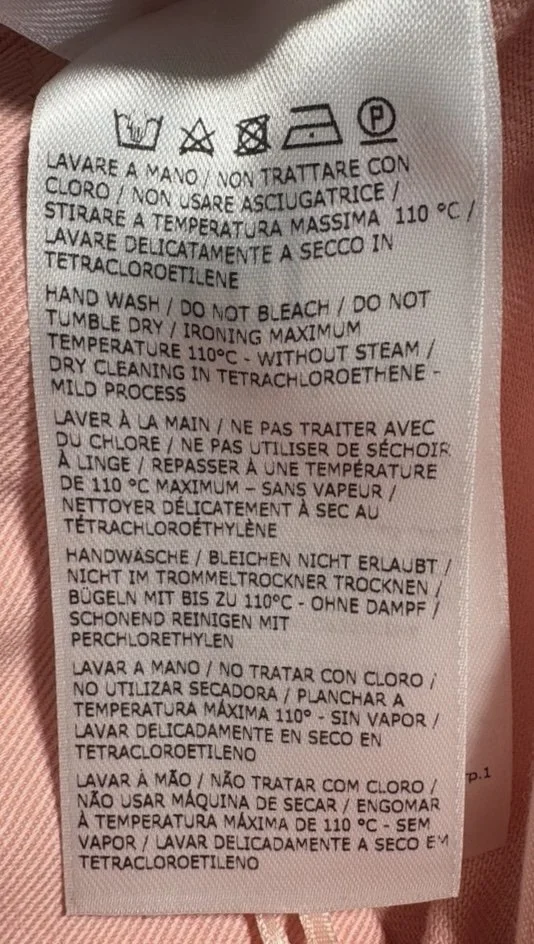 P
LAVARE A MANO / NON TRATTARE CON
CLORO / NON USARE ASCIUGATRICE /
STIRARE A TEMPERATURA MASSIMA 110 °C /
LAVARE DELICATAMENTE A SECCO IN
TETRACLOROETILENE
HAND WASH / DO NOT BLEACH / DO NOT
TUMBLE DRY / IRONING MAXIMUM
TEMPERATURE 110°C - WITHOUT STEAM /
DRY CLEANING IN TETRACHLOROETHENE -
MILD PROCESS
LAVER À LA MAIN / NE PAS TRAITER AVEC
DU CHLORE / NE PAS UTILISER DE SÉCHOIR
À LINGE / REPASSER À UNE TEMPÉRATURE
DE 110 °C MAXIMUM – SANS VAPEUR /
NETTOYER DÉLICATEMENT À SEC AU
TÉTRACHLOROÉTHYLÈNE
HANDWÄSCHE / BLEICHEN NICHT ERLAUBT /
NICHT IM TROMMELTROCKNER TROCKNEN /
BÜGELN MIT BIS ZU 110°C - OHNE DAMPF /
SCHONEND REINIGEN MIT
PERCHLORETHYLEN
LAVAR A MANO / NO TRATAR CON CLORO /
NO UTILIZAR SECADORA / PLANCHAR A
TEMPERATURA MÁXIMA 110° - SIN VAPOR /
LAVAR DELICADAMENTE EN SECO EN
TETRACLOROETILENO
LAVAR À MÃO / NÃO TRATAR COM CLORO /
NÃO USAR MÁQUINA DE SECAR / ENGOMAR
À TEMPERATURA MÁXIMA DE 110 °C - SEM
VAPOR / LAVAR DELICADAMENTE A SECO EM
TETRACLOROETILENO